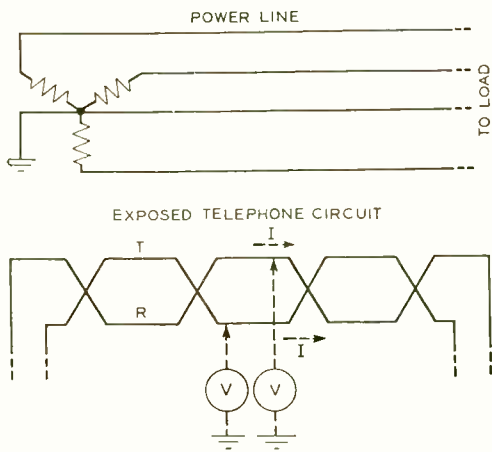 POWER LINE
TO LOAD
EXPOSED TELEPHONE CIRCUIT
I
T
R
I
V V